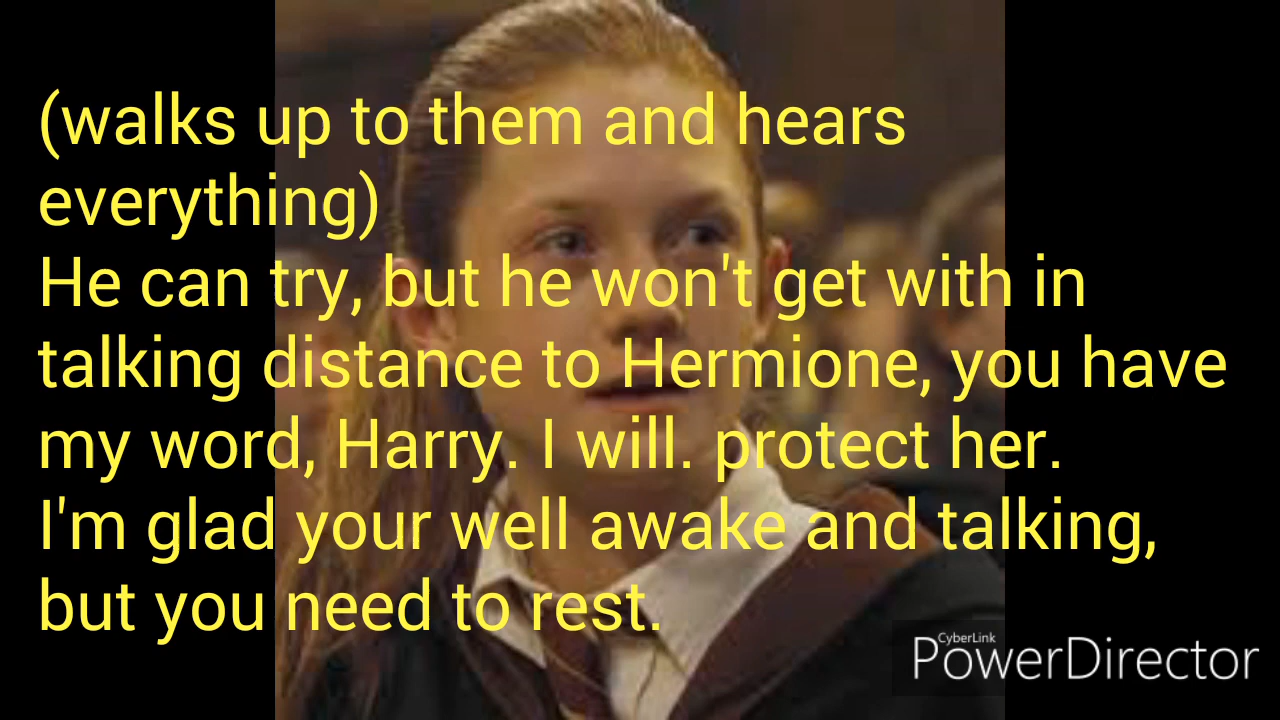 (walks up to them and hears
everything)
He can try, but he won't get with in
talking distance to Hermione, you have
my word, Harry. I will. protect her.
I'm glad your well awake and talking,
but you need to rest.
CyberLink
PowerDirector